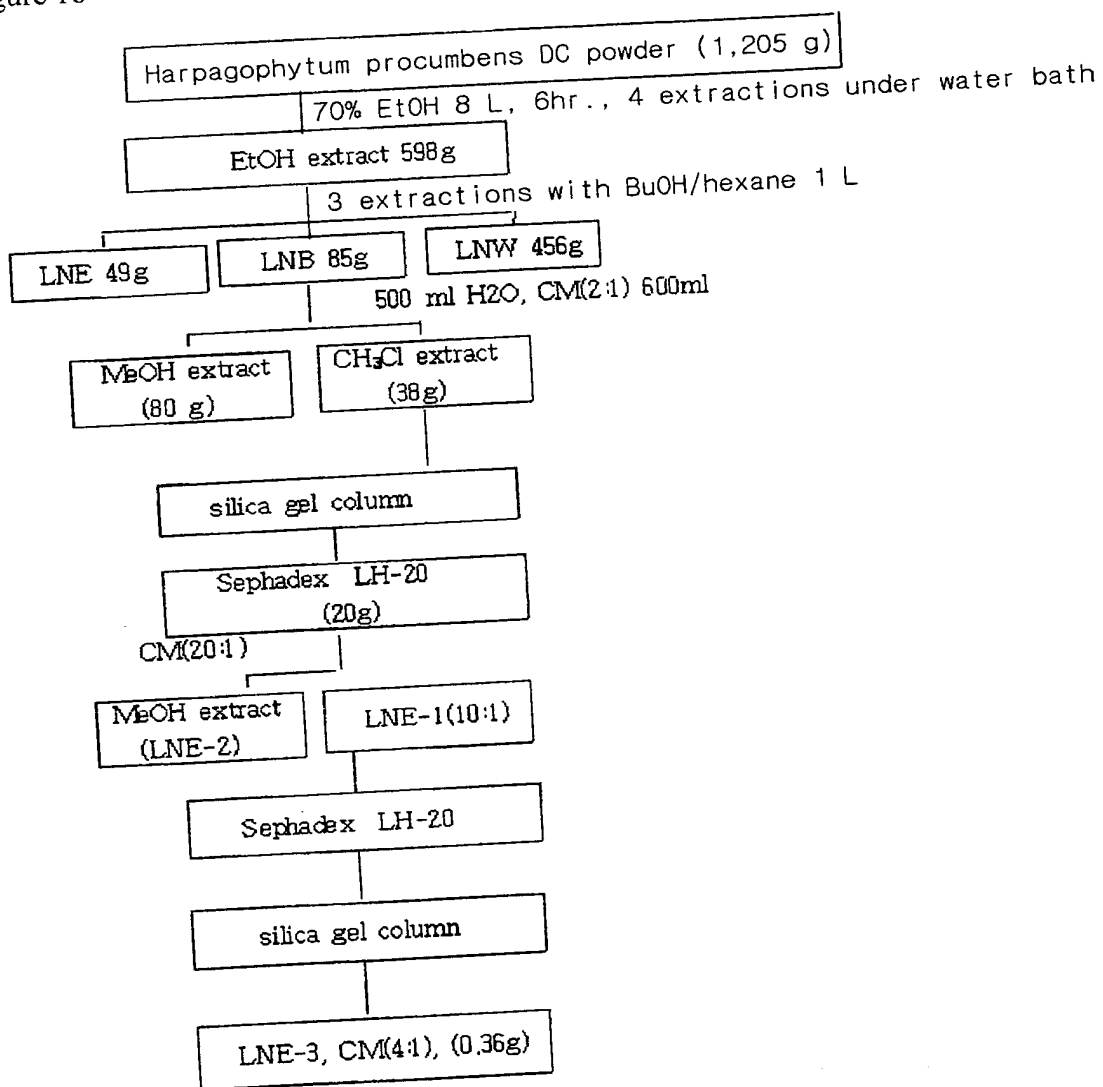 Harpagophytum procumbens DC powder (1,205 g)
70% EtOH 8 L, 6hr., 4 extractions under water bath
EtOH extract 598g
3 extractions with BuOH/hexane 1 L
LNE 49g
LNB 85g
LNW 456g
500 ml H2O, CM(2:1) 600ml
MeOH extract
(80 g)
CH3Cl extract
(38g)
silica gel column
Sephadex LH-20
(20g)
CM(20:1)
MeOH extract
(LNE-2)
LNE-1(10:1)
Sephadex LH-20
silica gel column
LNE-3, CM(4:1), (0.36g)